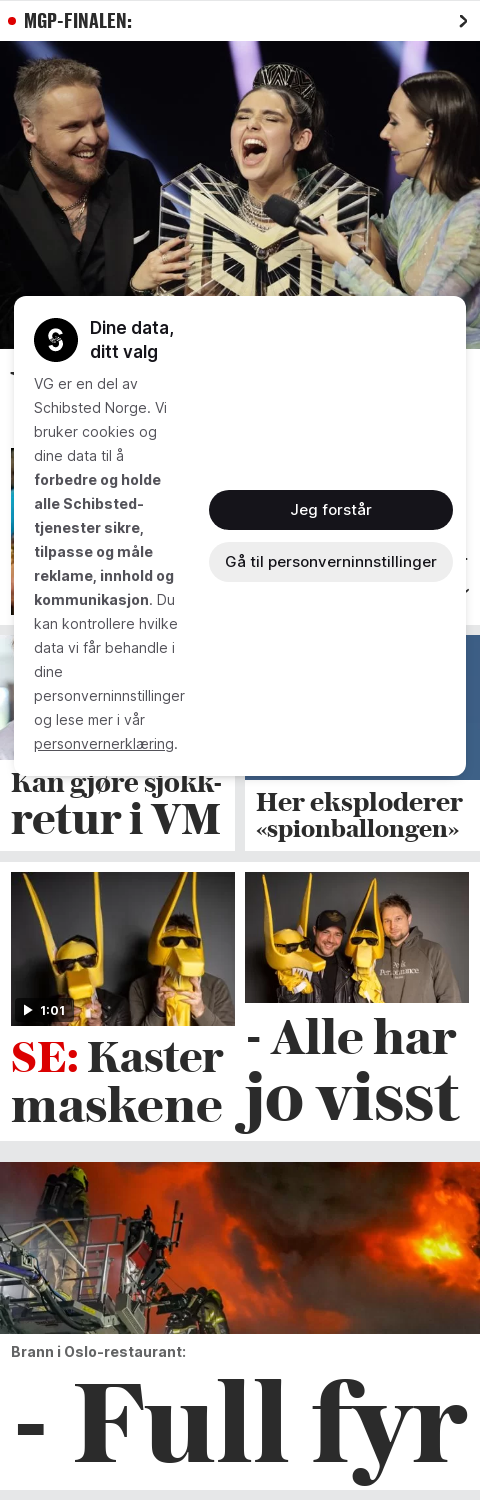 MGP-FINALEN:
Dine data,
ditt valg
VG er en del av
Schibsted Norge. Vi
bruker cookies og
dine data til å
forbedre og holde
alle Schibsted-
tjenester sikre,
tilpasse og måle
reklame, innhold og
kommunikasjon. Du
kan kontrollere hvilke
data vi får behandle i
dine
personverninnstillinger
og lese mer i vår
personvernerklæring.
Jeg forstår
Gå til personverninnstillinger
Kan gjøre sjokk-
retur i VM
Her eksploderer
«spionballongen»
1:01
SE: Kaster
maskene
- Alle har
jo visst
Brann i Oslo-restaurant:
- Full fyr